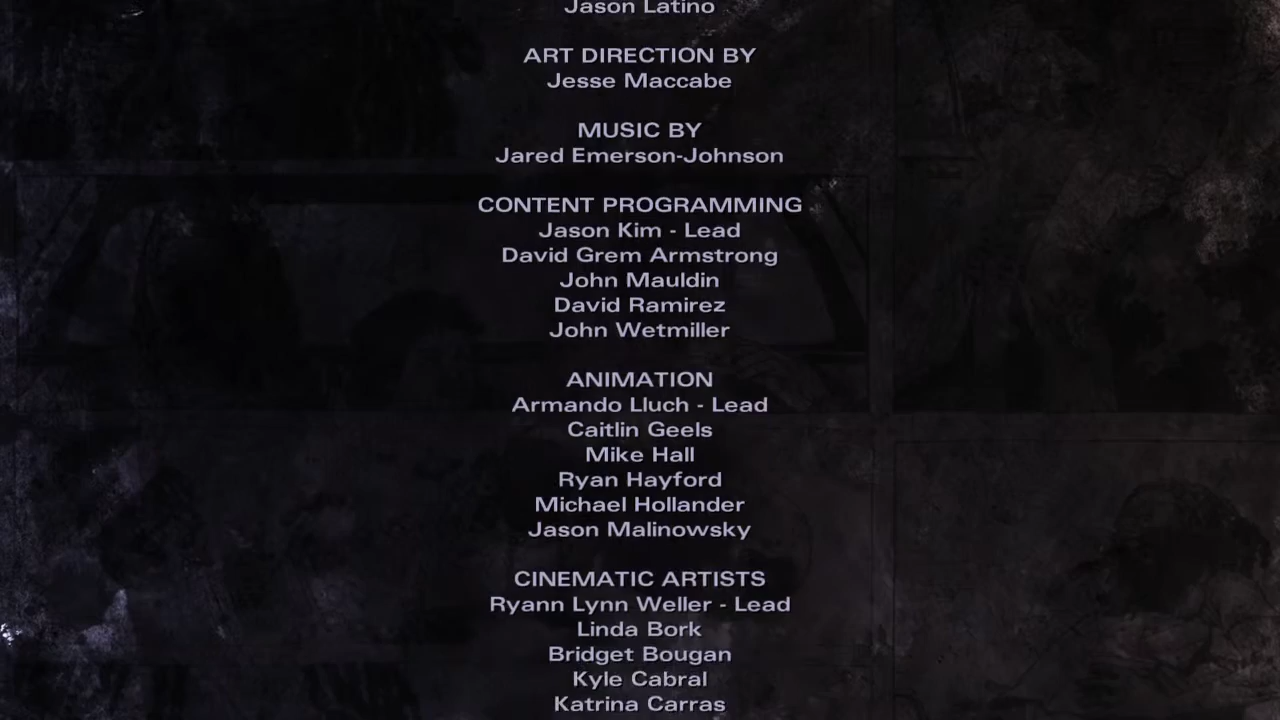 Jason Latino
ART DIRECTION BY
Jesse Maccabe
MUSIC BY
Jared Emerson-Johnson
CONTENT PROGRAMMING
Jason Kim - Lead
David Grem Armstrong
John Mauldin
David Ramirez
John Wetmiller
ANIMATION
Armando Lluch - Lead
Caitlin Geels
Mike Hall
Ryan Hayford
Michael Hollander
Jason Malinowsky
CINEMATIC ARTISTS
Ryann Lynn Weller - Lead
Linda Bork
Bridget Bougan
Kyle Cabral
Katrina Carras